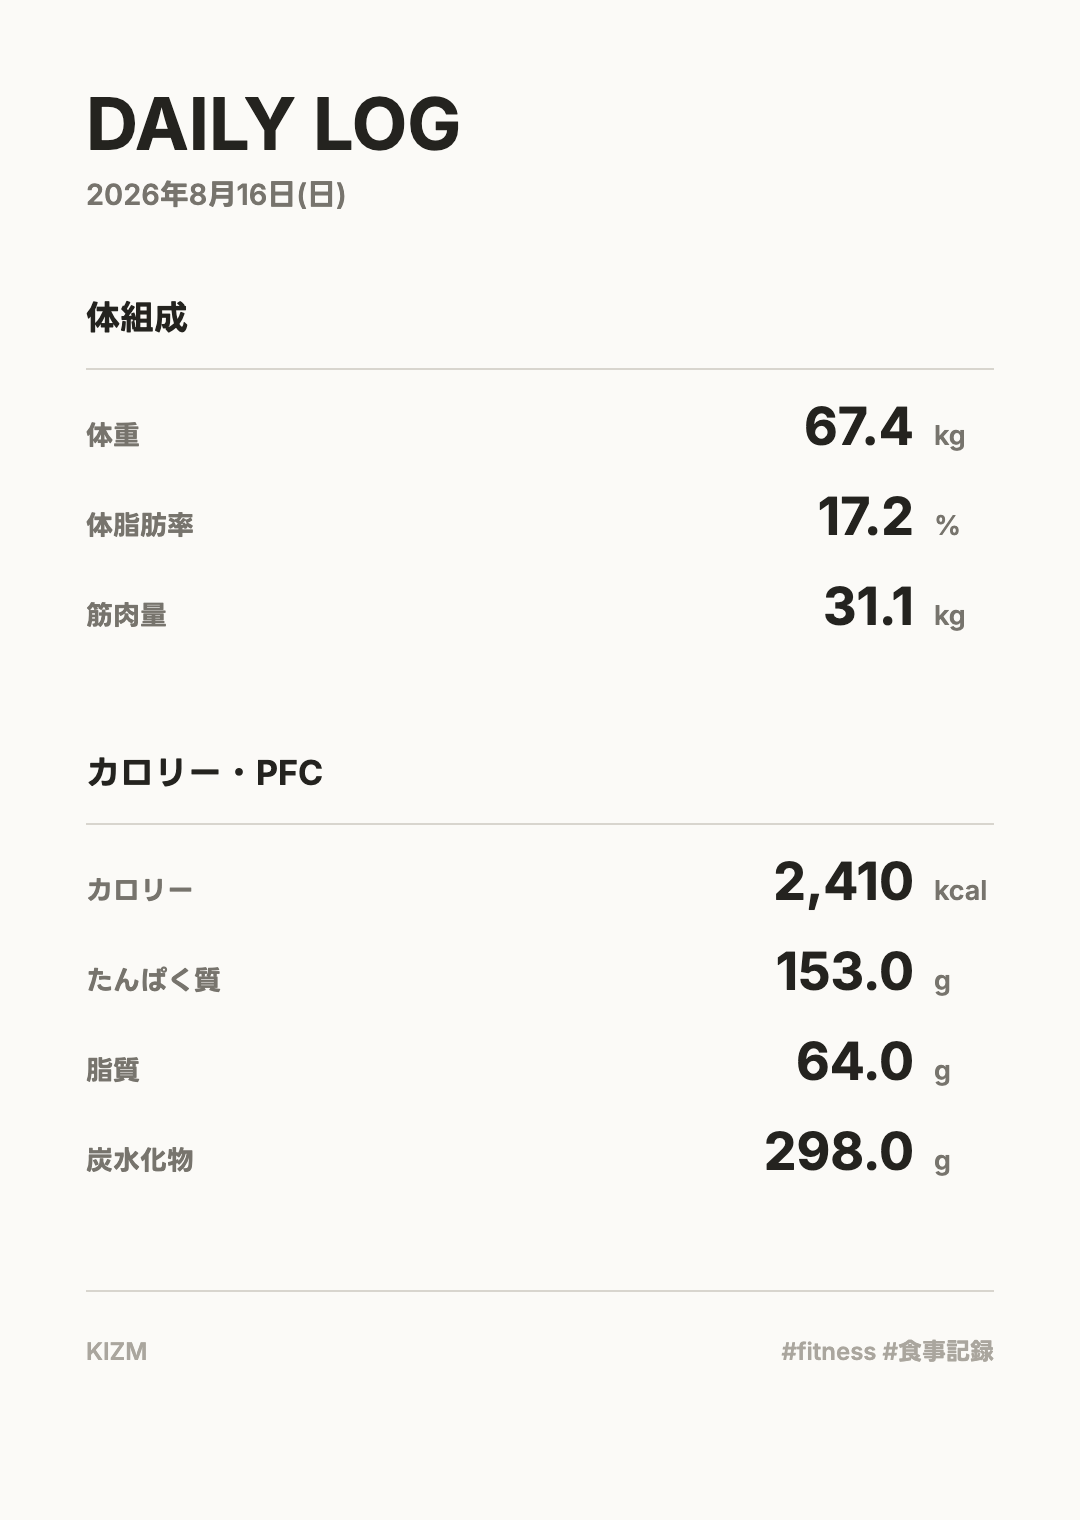 DAILY LOG
2026年8月16日(日)
体組成
体重 67.4 kg
体脂肪率 17.2 %
筋肉量 31.1 kg
カロリー・PFC
カロリー 2,410 kcal
たんぱく質 153.0 g
脂質 64.0 g
炭水化物 298.0 g
KIZM #fitness #食事記録